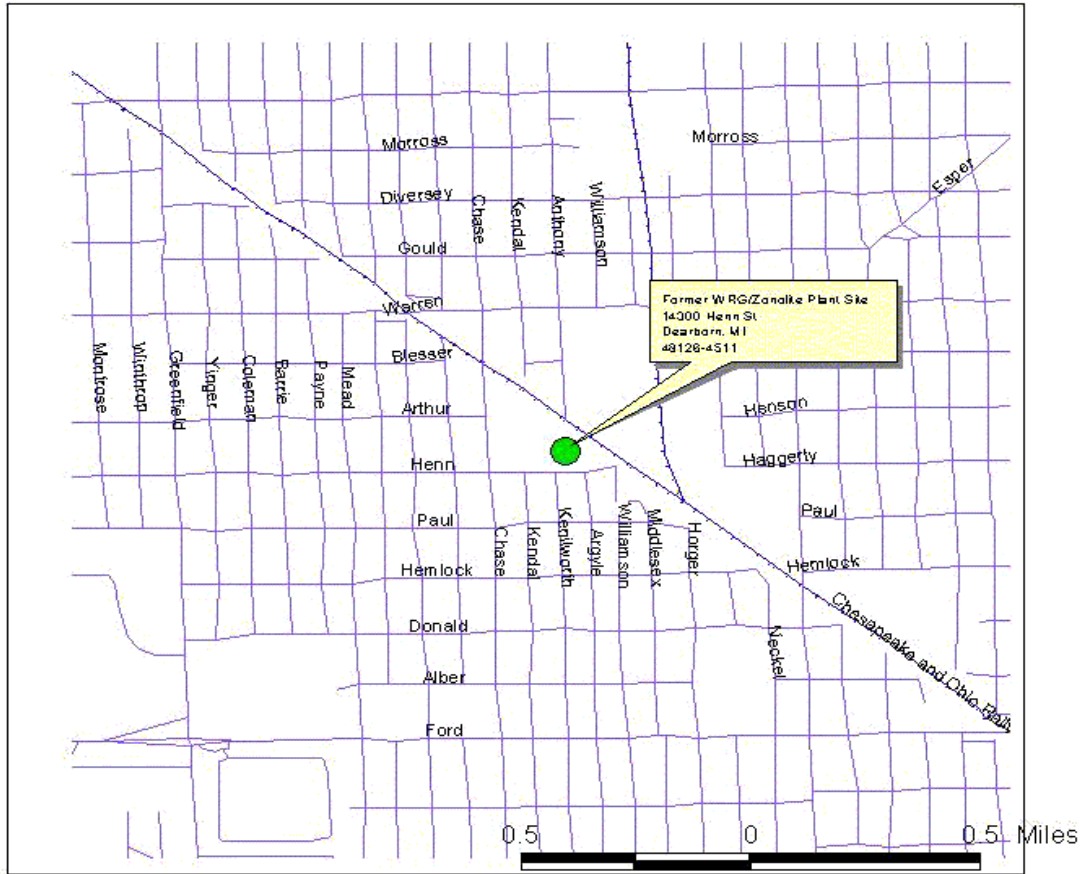 Morross
Morross
Esper
Diversey
Chase
Kendal
Anthony
Williamson
Gould
Warren
Former WRG/Zonolite Plant Site
14300 Henn St
Dearborn, MI
48126-4511
Blesser
Montrose
Winthrop
Greenfield
Yinger
Coleman
Barrie
Payne
Mead
Arthur
Henson
Henn
Haggerty
Paul
Chase
Kendal
Kenilworth
Argyle
Williamson
Middlesex
Horger
Paul
Hemlock
Hemlock
Donald
Neckel
Chesapeake and Ohio Railr
Alber
Ford
0.5 0 0.5 Miles